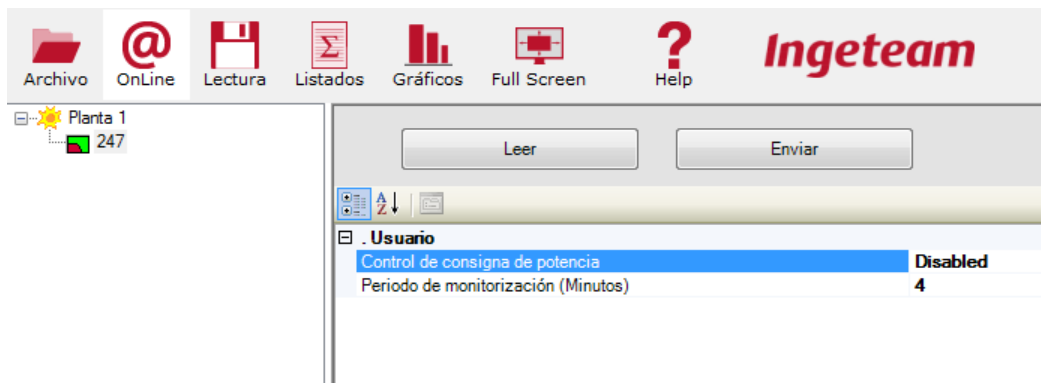 Archivo OnLine Lectura Listados Gráficos Full Screen Help Ingeteam
Planta 1
247
Leer Enviar
. Usuario
Control de consigna de potencia Disabled
Periodo de monitorización (Minutos) 4